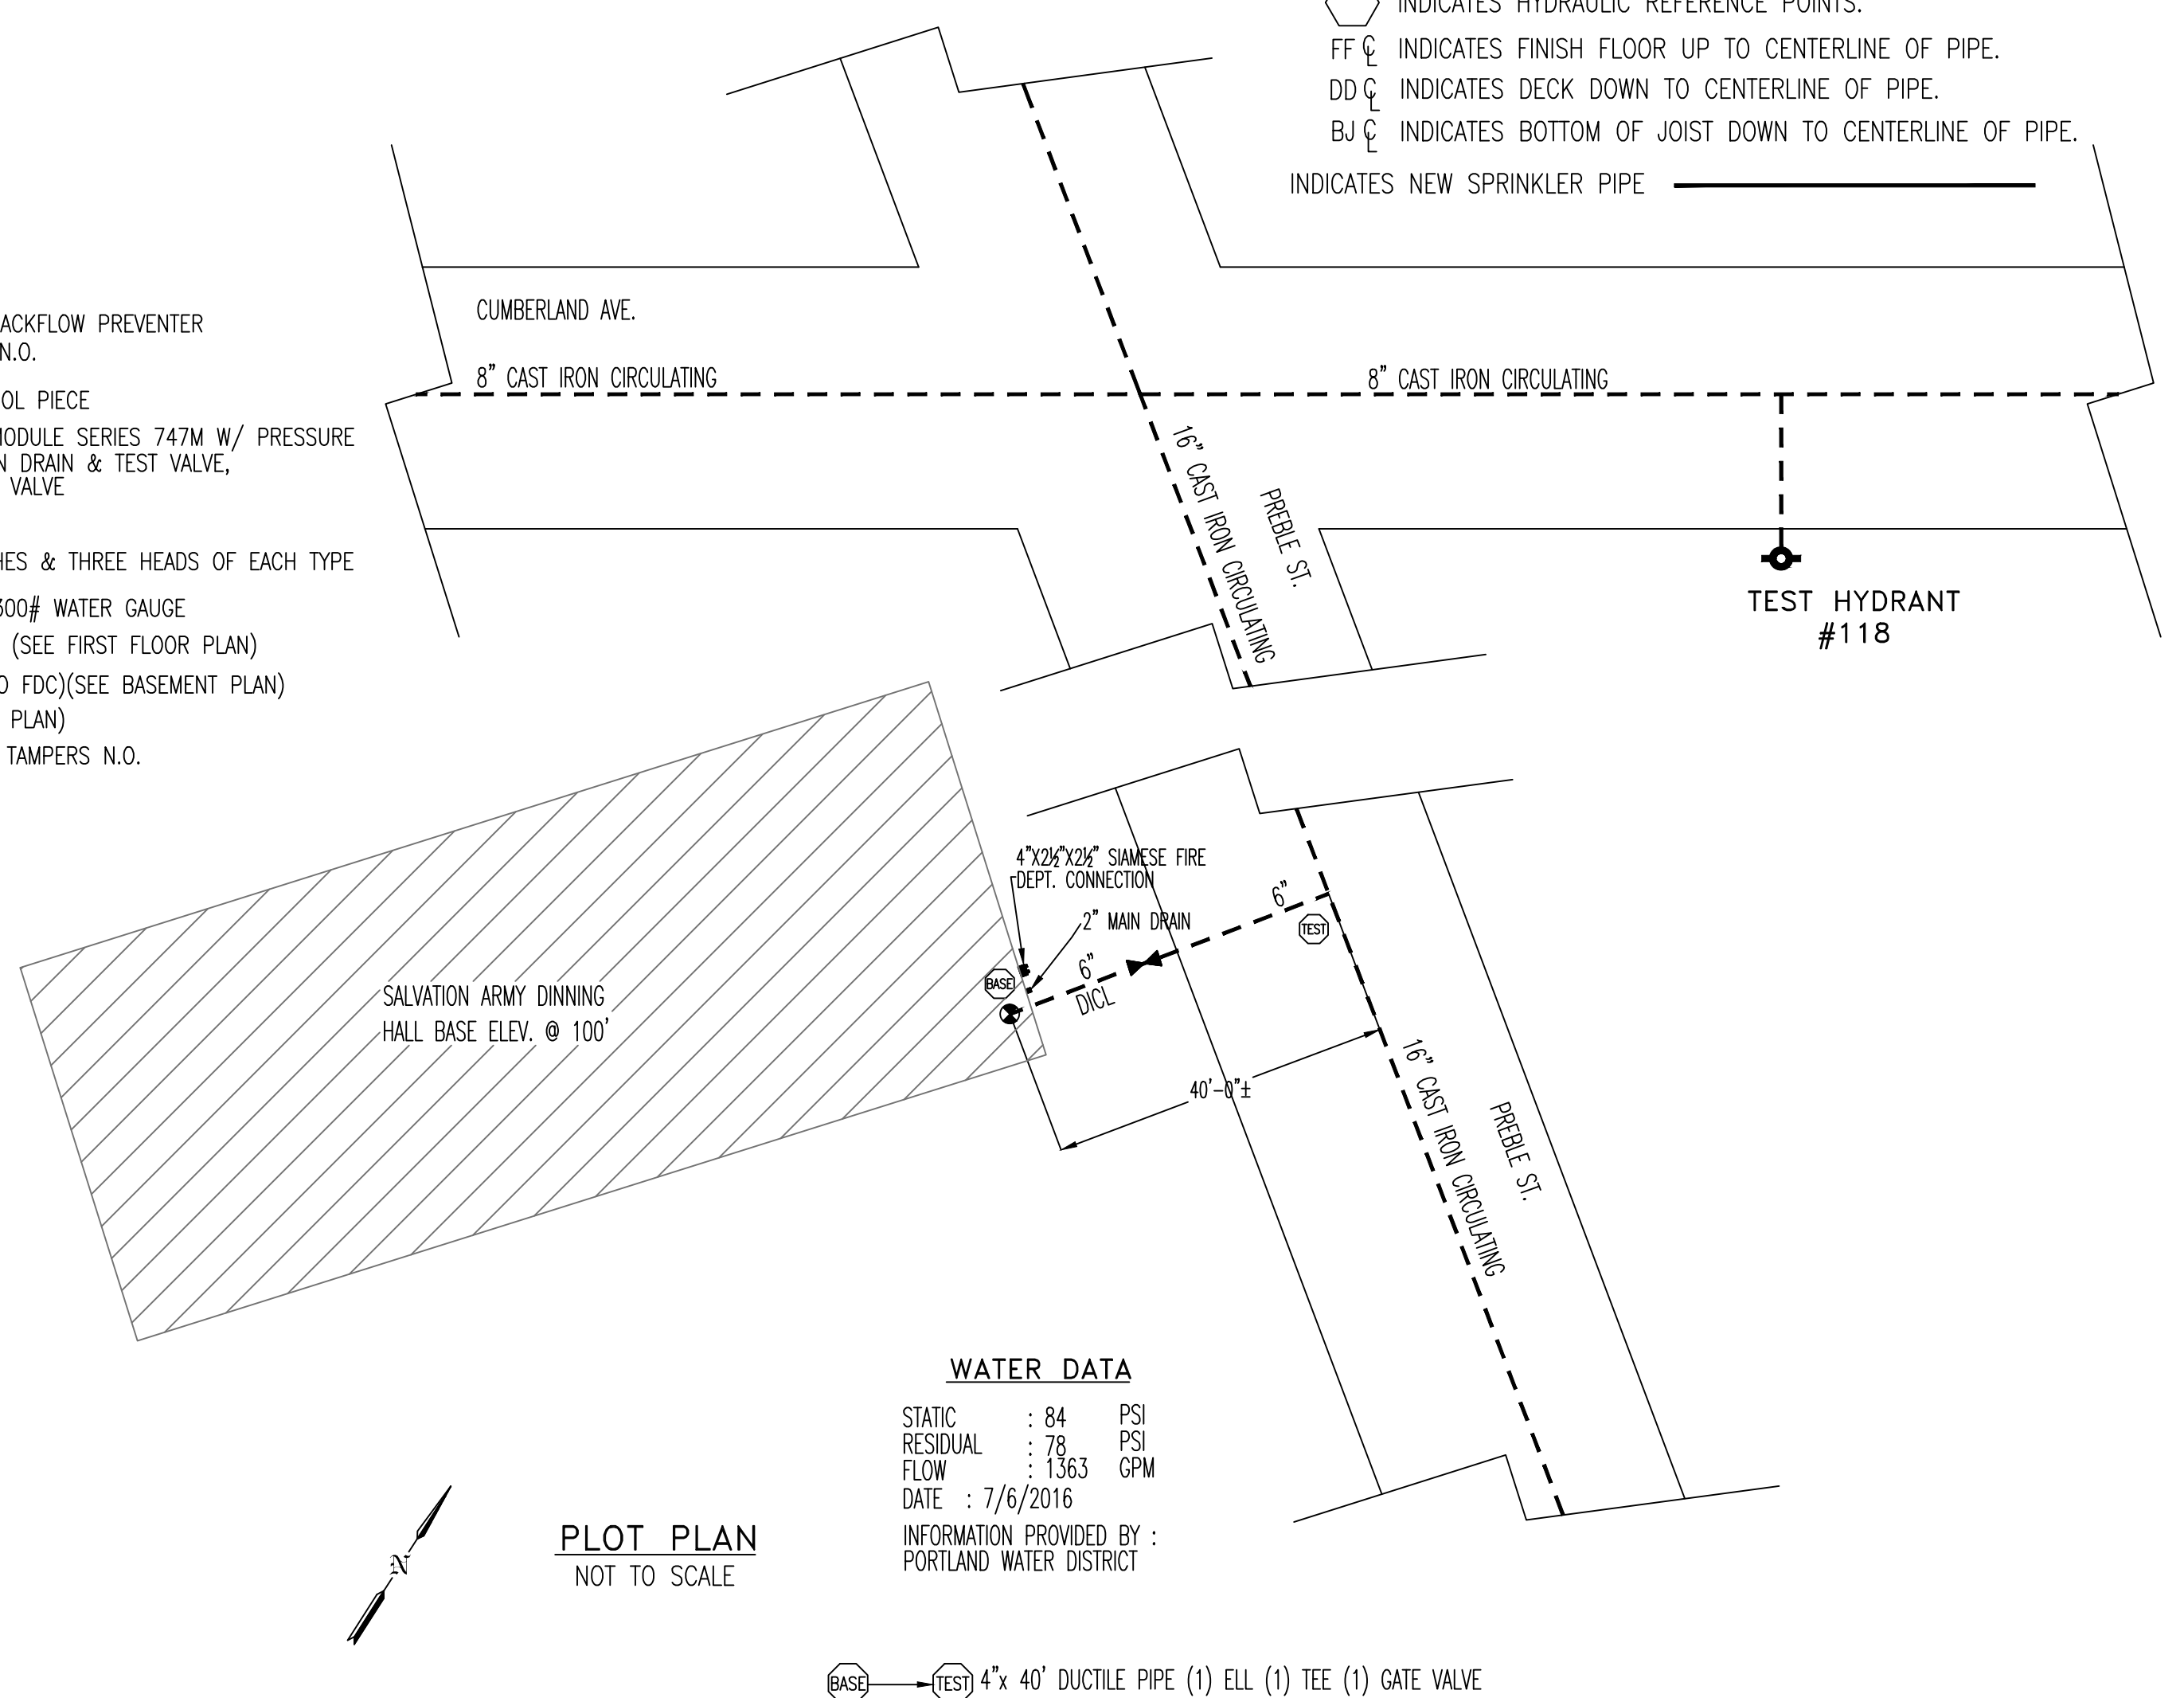 INDICATES HYDRAULIC REFERENCE POINTS.
FF ℄ INDICATES FINISH FLOOR UP TO CENTERLINE OF PIPE.
DD ℄ INDICATES DECK DOWN TO CENTERLINE OF PIPE.
BJ ℄ INDICATES BOTTOM OF JOIST DOWN TO CENTERLINE OF PIPE.
INDICATES NEW SPRINKLER PIPE
ACKFLOW PREVENTER
N.O.
OL PIECE
MODULE SERIES 747M W/ PRESSURE
N DRAIN & TEST VALVE,
VALVE
HES & THREE HEADS OF EACH TYPE
300# WATER GAUGE
(SEE FIRST FLOOR PLAN)
O FDC)(SEE BASEMENT PLAN)
PLAN)
TAMPERS N.O.
CUMBERLAND AVE.
8" CAST IRON CIRCULATING
8" CAST IRON CIRCULATING
16" CAST IRON CIRCULATING
PREBLE ST.
TEST HYDRANT
#118
4"X2½"X2½" SIAMESE FIRE
DEPT. CONNECTION
2" MAIN DRAIN
6"
TEST
BASE
6"
DICL
SALVATION ARMY DINNING
HALL BASE ELEV. @ 100'
40'-0"±
16" CAST IRON CIRCULATING
PREBLE ST.
WATER DATA
STATIC : 84 PSI
RESIDUAL : 78 PSI
FLOW : 1363 GPM
DATE : 7/6/2016
INFORMATION PROVIDED BY :
PORTLAND WATER DISTRICT
N
PLOT PLAN
NOT TO SCALE
BASE TEST 4"x 40' DUCTILE PIPE (1) ELL (1) TEE (1) GATE VALVE